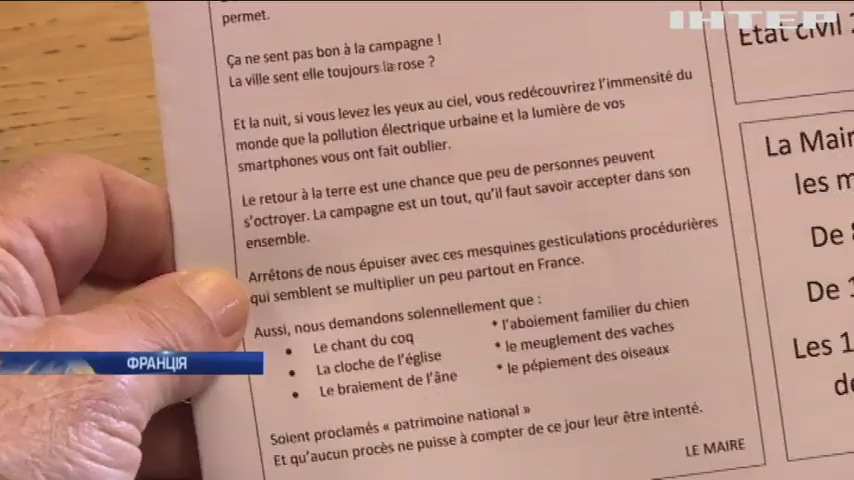 permet.
Ça ne sent pas bon à la campagne !
La ville sent elle toujours la rose ?
Et la nuit, si vous levez les yeux au ciel, vous redécouvrirez l'immensité du
monde que la pollution électrique urbaine et la lumière de vos
smartphones vous ont fait oublier.
Le retour à la terre est une chance que peu de personnes peuvent
s'octroyer. La campagne est un tout, qu'il faut savoir accepter dans son
ensemble.
Arrêtons de nous épuiser avec ces mesquines gesticulations procédurières
qui semblent se multiplier un peu partout en France.
Aussi, nous demandons solennellement que :
• Le chant du coq
• La cloche de l'église
• Le braiement de l'âne
* l'aboiement familier du chien
* le meuglement des vaches
* le pépiement des oiseaux
Soient proclamés « patrimoine national »
Et qu'aucun procès ne puisse à compter de ce jour leur être intenté.
LE MAIRE
Etat civil
La Mair
les m
De
De 1
Les 1
de
ІНТЕР
ФРАНЦІЯ